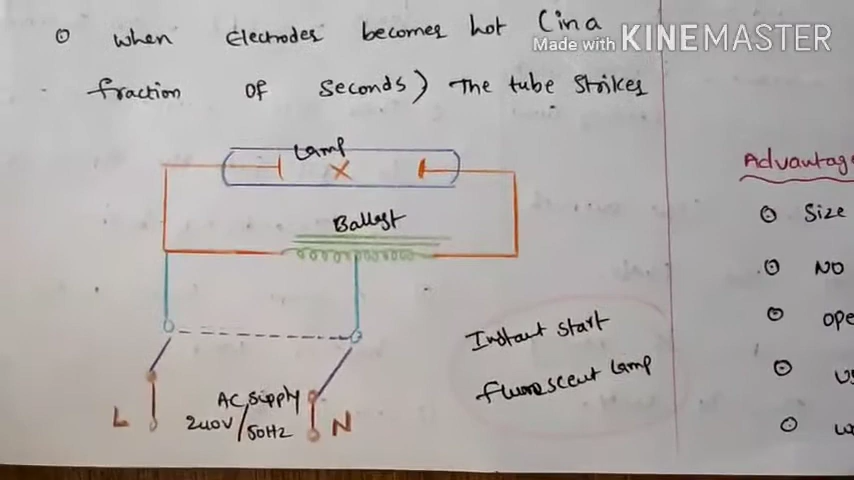 ⊙ when electrodes becomes hot (in a
Made with KINEMASTER
fraction of seconds) The tube strikes
Lamp
Ballast
AC supply
240V/50Hz
L
N
Instant start
fluorescent lamp
Advantag
⊙ Size
⊙ NO
⊙ ope
⊙ us
⊙